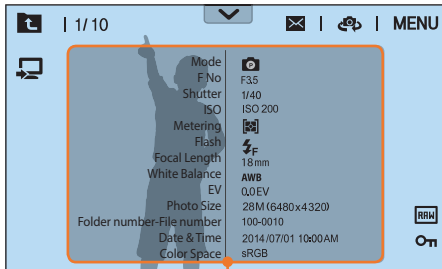 1/10 MENU
Mode P
F No F3.5
Shutter 1/40
ISO ISO 200
Metering
Flash F
Focal Length 18mm
White Balance AWB
EV 0.0 EV
Photo Size 28M (6480x4320)
Folder number-File number 100-0010
Date & Time 2014/07/01 10:00AM
Color Space sRGB
RAW